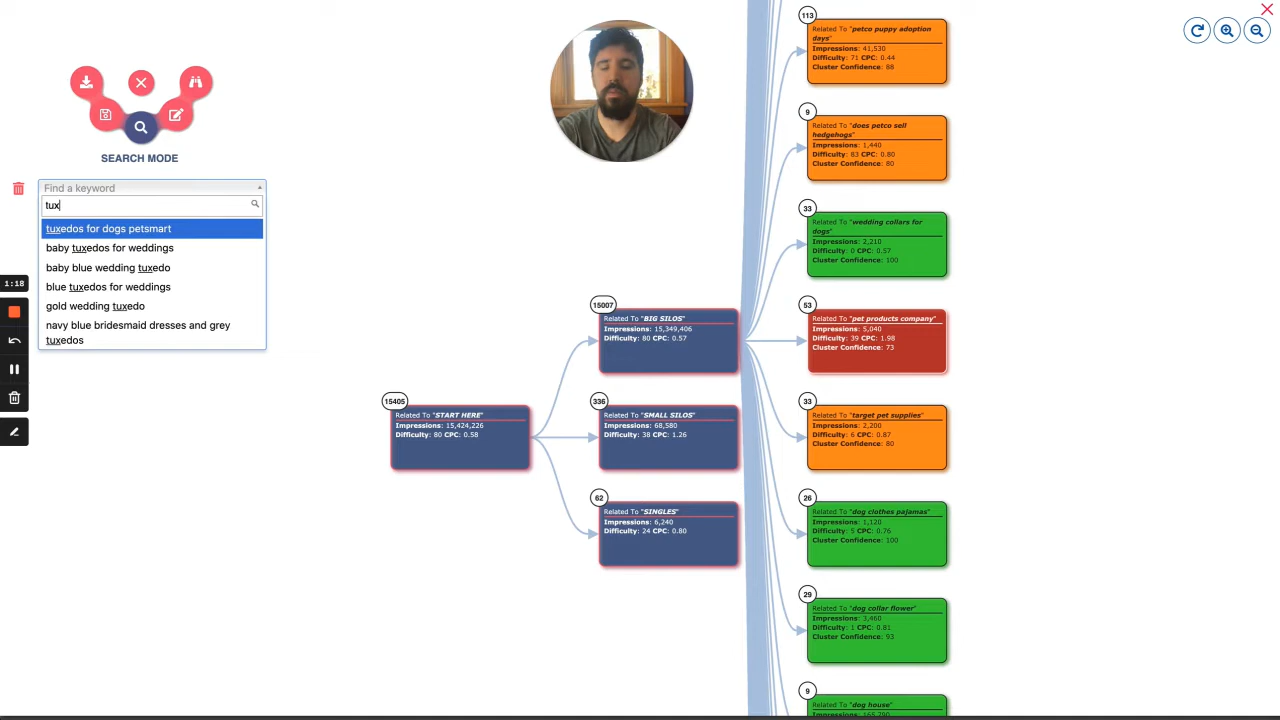 SEARCH MODE
Find a keyword
tux
tuxedos for dogs petsmart
baby tuxedos for weddings
baby blue wedding tuxedo
blue tuxedos for weddings
gold wedding tuxedo
navy blue bridesmaid dresses and grey
tuxedos
1:18
15405
Related To "START HERE"
Impressions: 15,424,226
Difficulty: 80 CPC: 0.58
15007
Related To "BIG SILOS"
Impressions: 15,349,406
Difficulty: 80 CPC: 0.57
336
Related To "SMALL SILOS"
Impressions: 68,580
Difficulty: 38 CPC: 1.26
62
Related To "SINGLES"
Impressions: 6,240
Difficulty: 24 CPC: 0.80
113
Related To "petco puppy adoption
days"
Impressions: 41,530
Difficulty: 71 CPC: 0.44
Cluster Confidence: 88
9
Related To "does petco sell
hedgehogs"
Impressions: 1,440
Difficulty: 83 CPC: 0.80
Cluster Confidence: 80
33
Related To "wedding collars for
dogs"
Impressions: 2,210
Difficulty: 0 CPC: 0.57
Cluster Confidence: 100
53
Related To "pet products company"
Impressions: 5,040
Difficulty: 39 CPC: 1.98
Cluster Confidence: 73
33
Related To "target pet supplies"
Impressions: 2,200
Difficulty: 6 CPC: 0.87
Cluster Confidence: 80
26
Related To "dog clothes pajamas"
Impressions: 1,120
Difficulty: 5 CPC: 0.76
Cluster Confidence: 100
29
Related To "dog collar flower"
Impressions: 3,460
Difficulty: 1 CPC: 0.81
Cluster Confidence: 93
9
Related To "dog house"
Impressions: 165,290